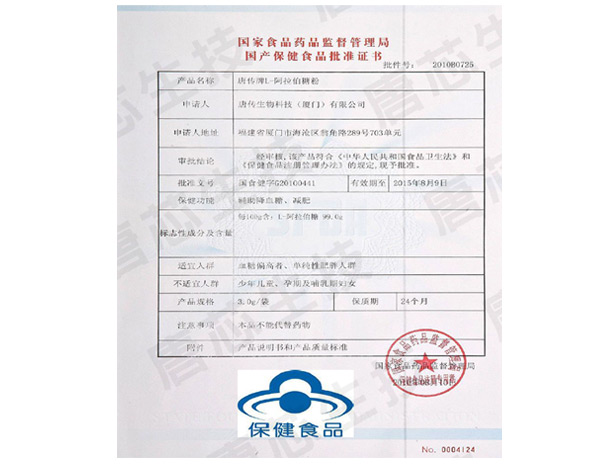 国家食品药品监督管理局
国产保健食品批准证书
批件号: 2010B0725
产品名称 唐传牌L-阿拉伯糖粉
申请人 唐传生物科技(厦门)有限公司
申请人地址 福建省厦门市海沧区翁角路289号703单元
审批结论 经审核,该产品符合《中华人民共和国食品卫生法》和
《保健食品注册管理办法》的规定,现予批准。
批准文号 国食健字G20100441 有效期至 2015年8月9日
保健功能 辅助降血糖、减肥
标志性成分及含量 每100g含: L-阿拉伯糖 99.0g
适宜人群 血糖偏高者、单纯性肥胖人群
不适宜人群 少年儿童、孕期及哺乳期妇女
产品规格 3.0g/袋 保质期 24个月
注意事项 本品不能代替药物
附件 产品说明书和产品质量标准
国家食品药品监督管理局
2010年08月10日
保健食品
No. 0004124
唐芯生技